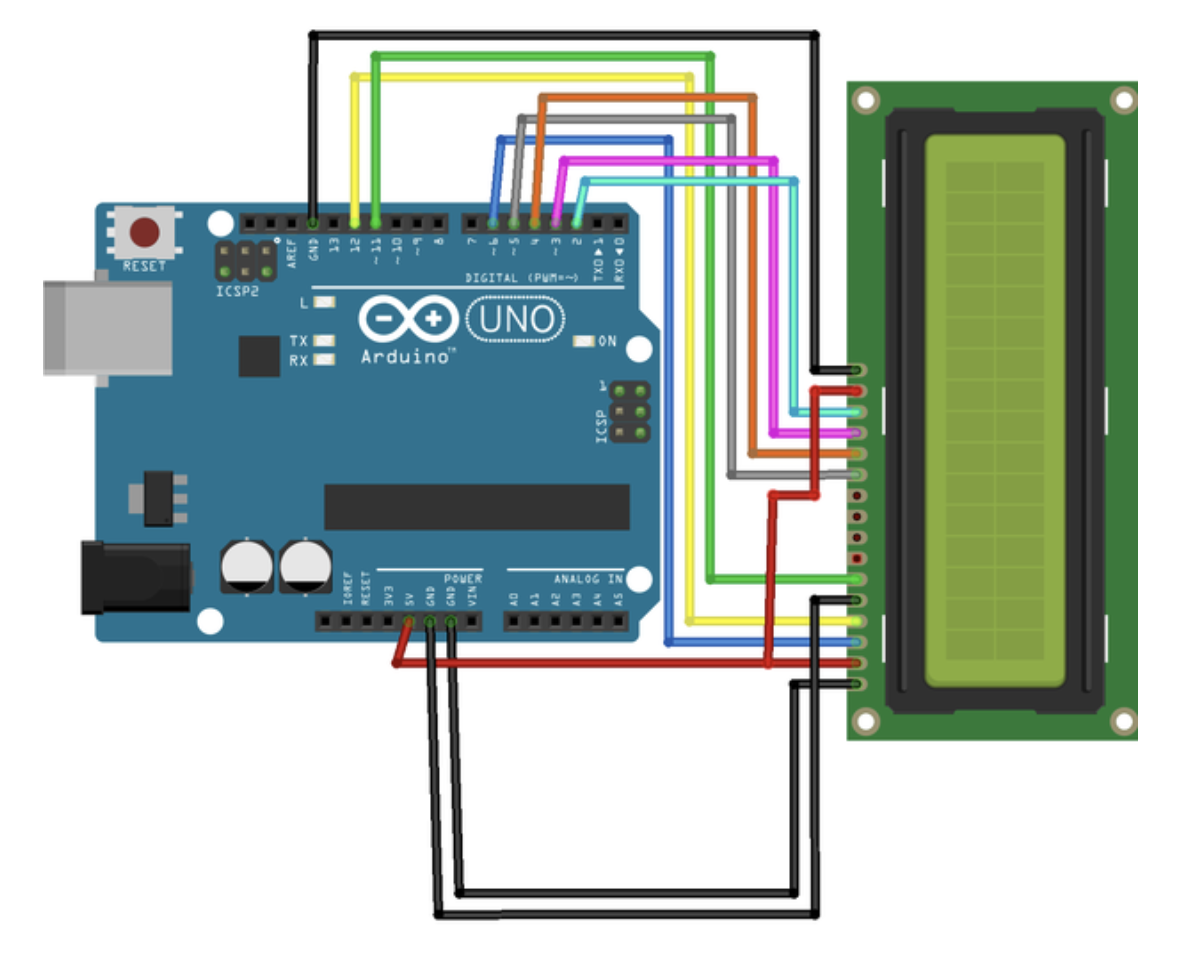 RESET
ICSP2
AREF
GND
13
12
~11
~10
~9
8
7
~6
~5
4
~3
2
TX0▶1
RX0◀0
DIGITAL (PWM=~)
L
TX
RX
Arduino™
UNO
ON
1
ICSP
POWER
ANALOG IN
IOREF
RESET
3V3
5V
GND
GND
VIN
A0
A1
A2
A3
A4
A5